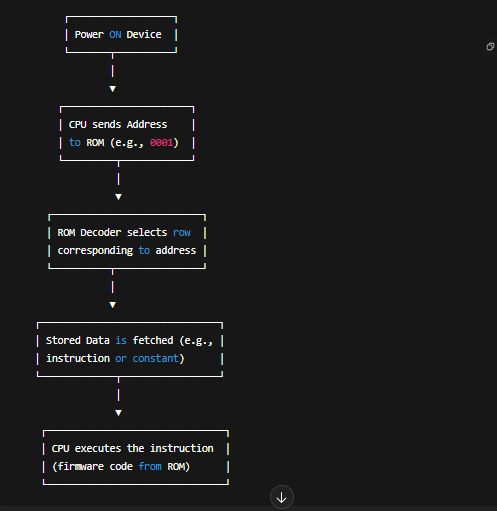 Power ON Device
CPU sends Address
to ROM (e.g., 0001)
ROM Decoder selects row
corresponding to address
Stored Data is fetched (e.g.,
instruction or constant)
CPU executes the instruction
(firmware code from ROM)